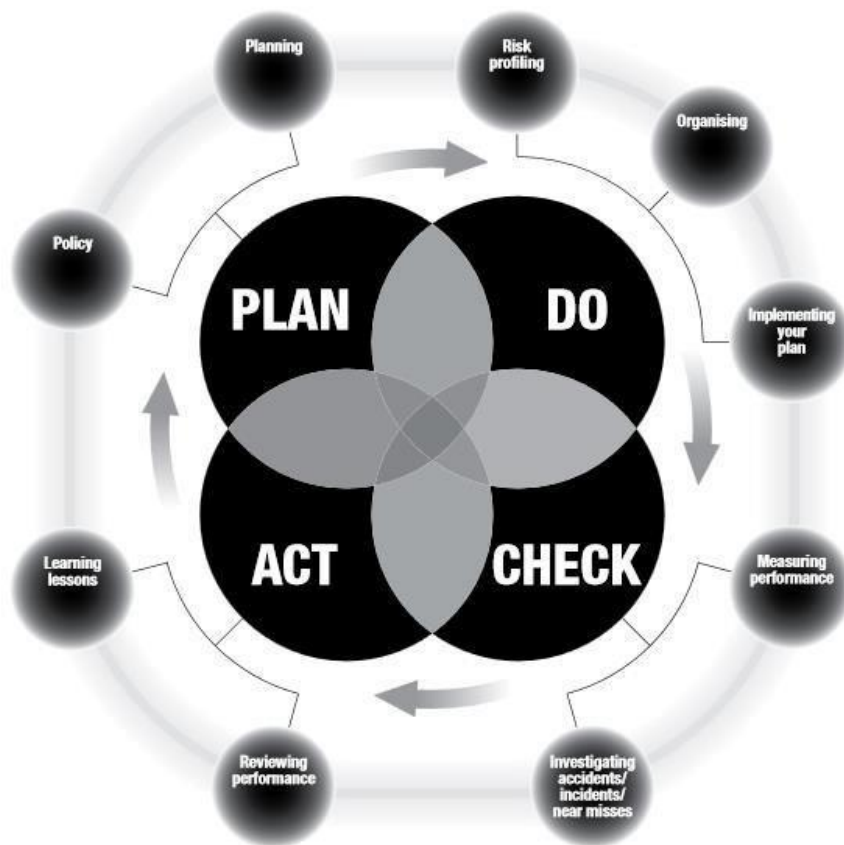 Planning
Risk
profiling
Organising
Policy
PLAN
DO
Implementing
your
plan
ACT
CHECK
Learning
lessons
Measuring
performance
Reviewing
performance
Investigating
accidents/
incidents/
near misses